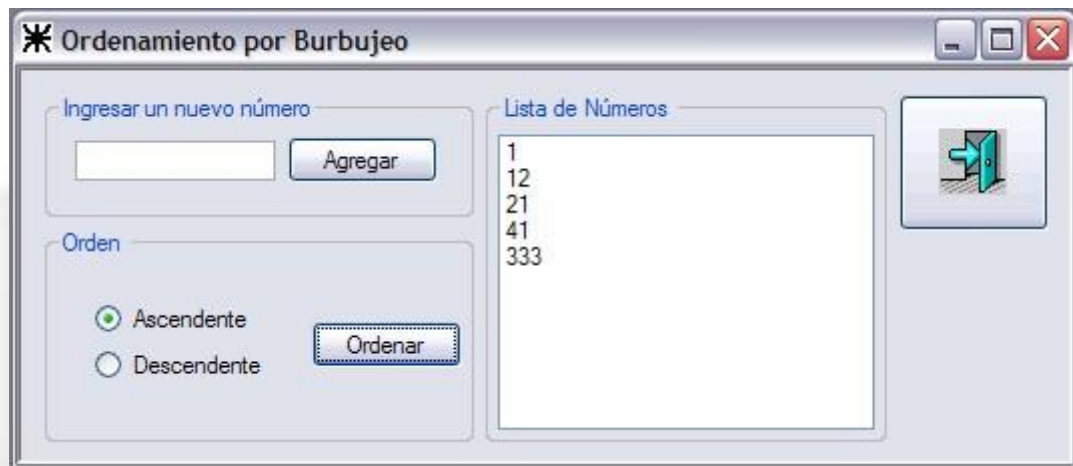 Ordenamiento por Burbujeo
Ingresar un nuevo número
Agregar
Orden
Ascendente
Descendente
Ordenar
Lista de Números
1
12
21
41
333